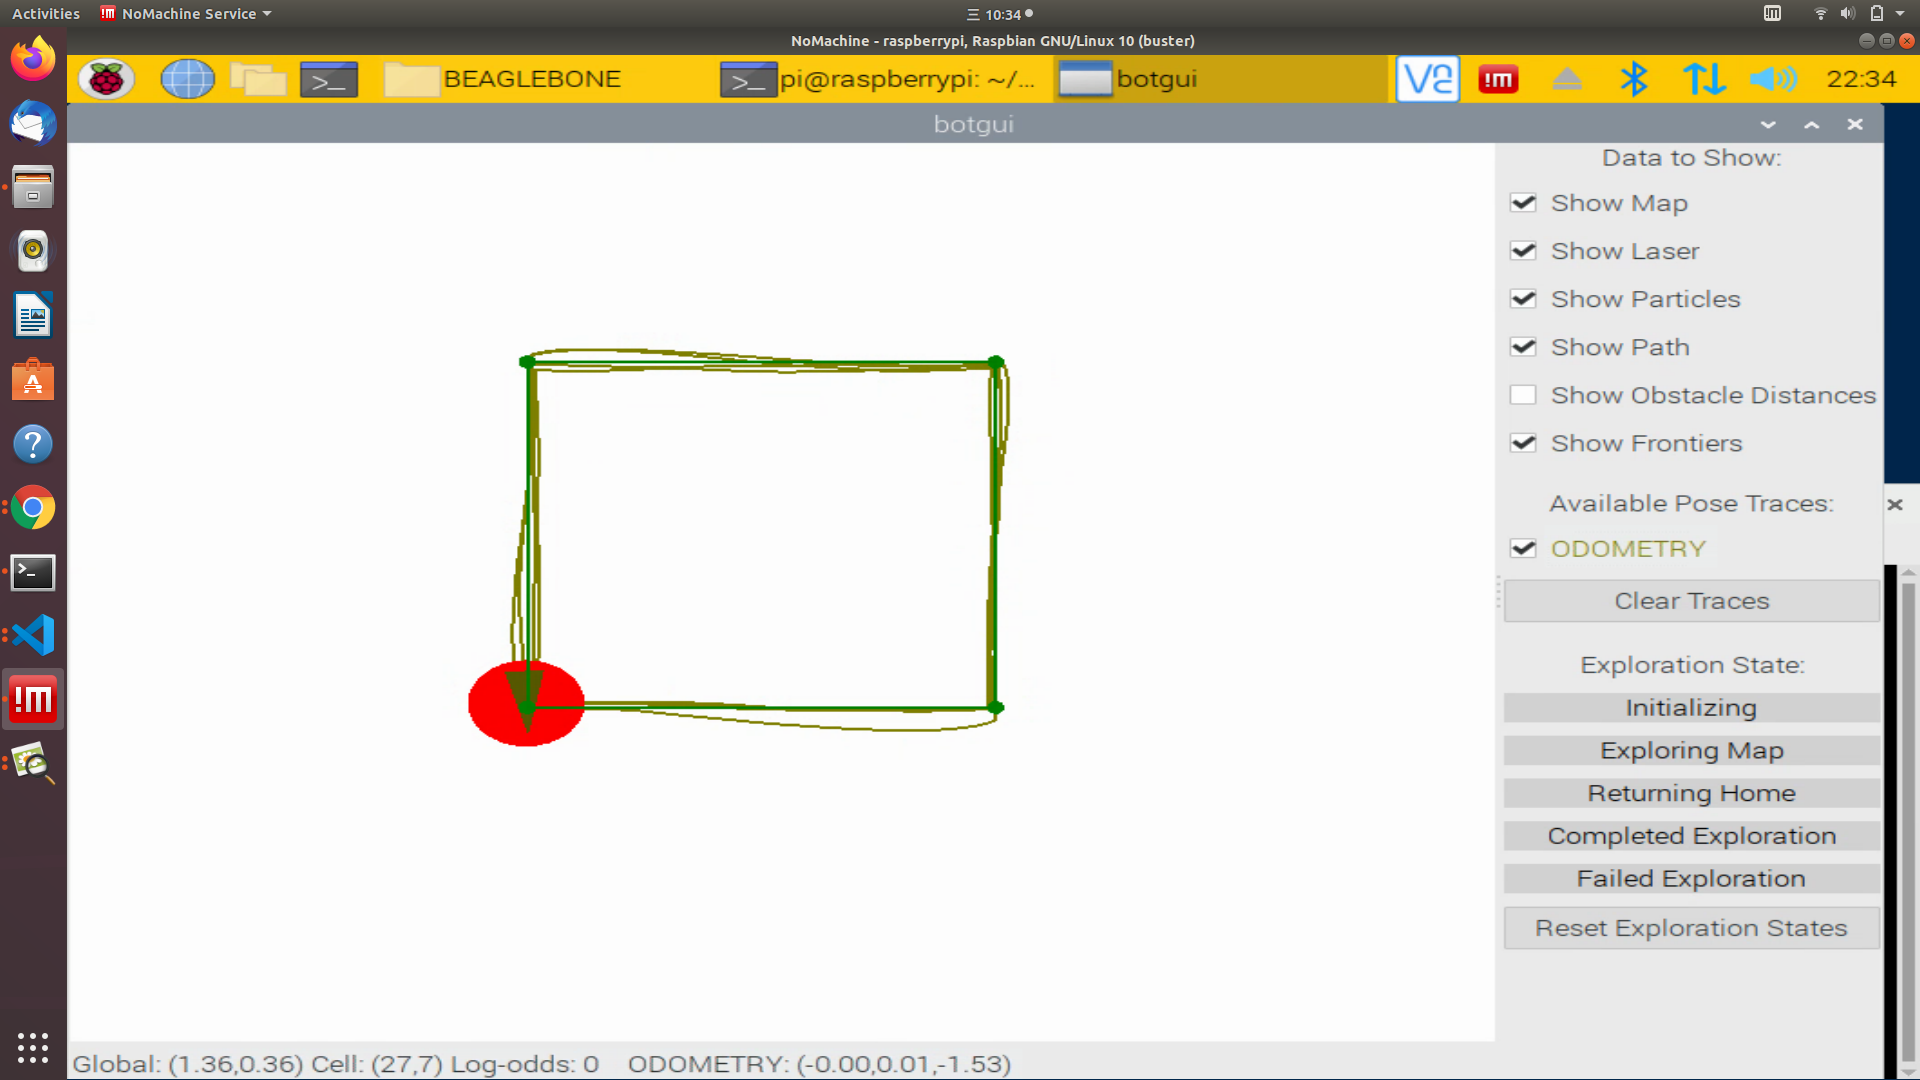 Activities NoMachine Service 三 10:34
NoMachine - raspberrypi, Raspbian GNU/Linux 10 (buster)
BEAGLEBONE pi@raspberrypi: ~/... botgui 22:34
botgui
Data to Show:
Show Map
Show Laser
Show Particles
Show Path
Show Obstacle Distances
Show Frontiers
Available Pose Traces:
ODOMETRY
Clear Traces
Exploration State:
Initializing
Exploring Map
Returning Home
Completed Exploration
Failed Exploration
Reset Exploration States
Global: (1.36,0.36) Cell: (27,7) Log-odds: 0 ODOMETRY: (-0.00,0.01,-1.53)